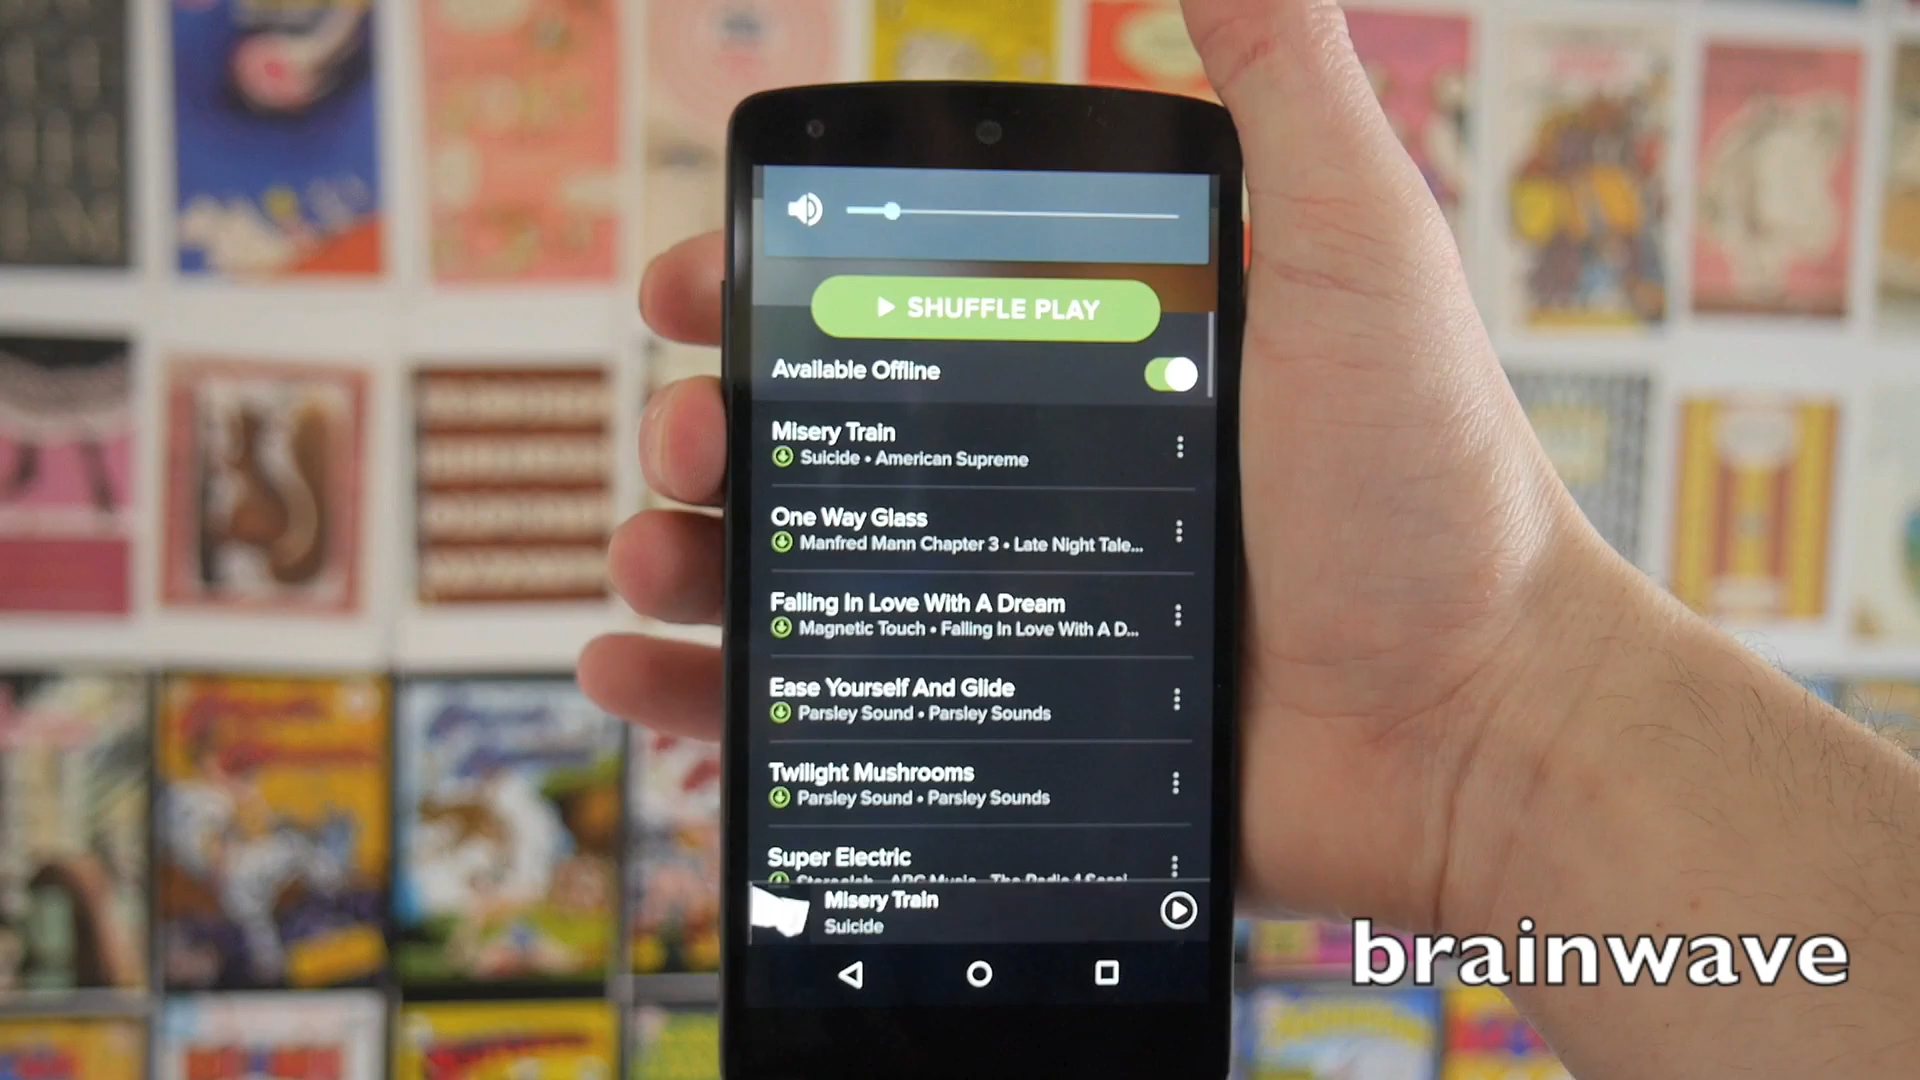 SHUFFLE PLAY
Available Offline
Misery Train
Suicide • American Supreme
One Way Glass
Manfred Mann Chapter 3 • Late Night Tale...
Falling In Love With A Dream
Magnetic Touch • Falling In Love With A D...
Ease Yourself And Glide
Parsley Sound • Parsley Sounds
Twilight Mushrooms
Parsley Sound • Parsley Sounds
Super Electric
Misery Train
Suicide
brainwave